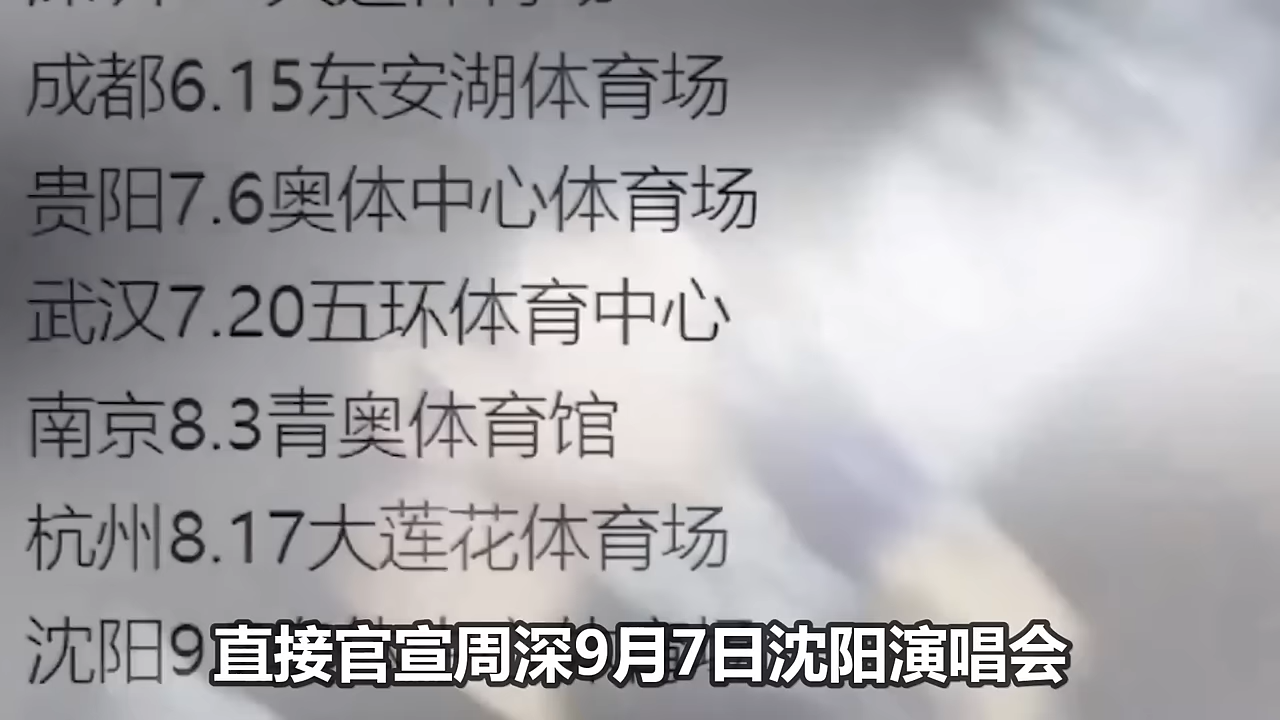 成都6.15东安湖体育场
贵阳7.6奥体中心体育场
武汉7.20五环体育中心
南京8.3青奥体育馆
杭州8.17大莲花体育场
沈阳9
直接官宣周深9月7日沈阳演唱会